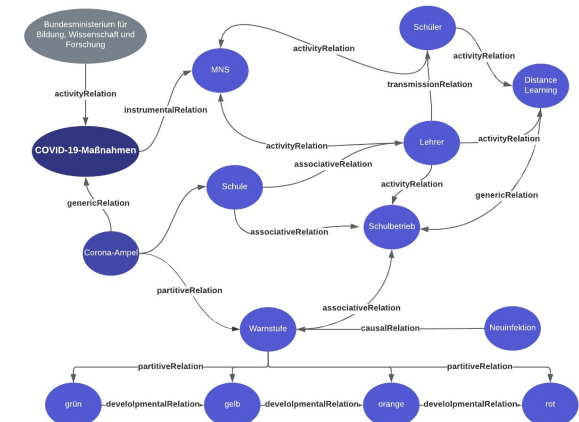 Bundesministerium für
Bildung, Wissenschaft und
Forschung
Schüler
activityRelation
activityRelation
MNS
transmissionRelation
Distance
Learning
activityRelation
instrumentalRelation
COVID-19-Maßnahmen
activityRelation
Lehrer
activityRelation
associativeRelation
activityRelation
Schule
genericRelation
genericRelation
Schulbetrieb
associativeRelation
Corona-Ampel
partitiveRelation
associativeRelation
Warnstufe
causalRelation
Neuinfektion
partitiveRelation
partitiveRelation
grün
develolpmentalRelation
gelb
develolpmentalRelation
orange
develolpmentalRelation
rot